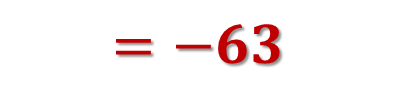 = −63